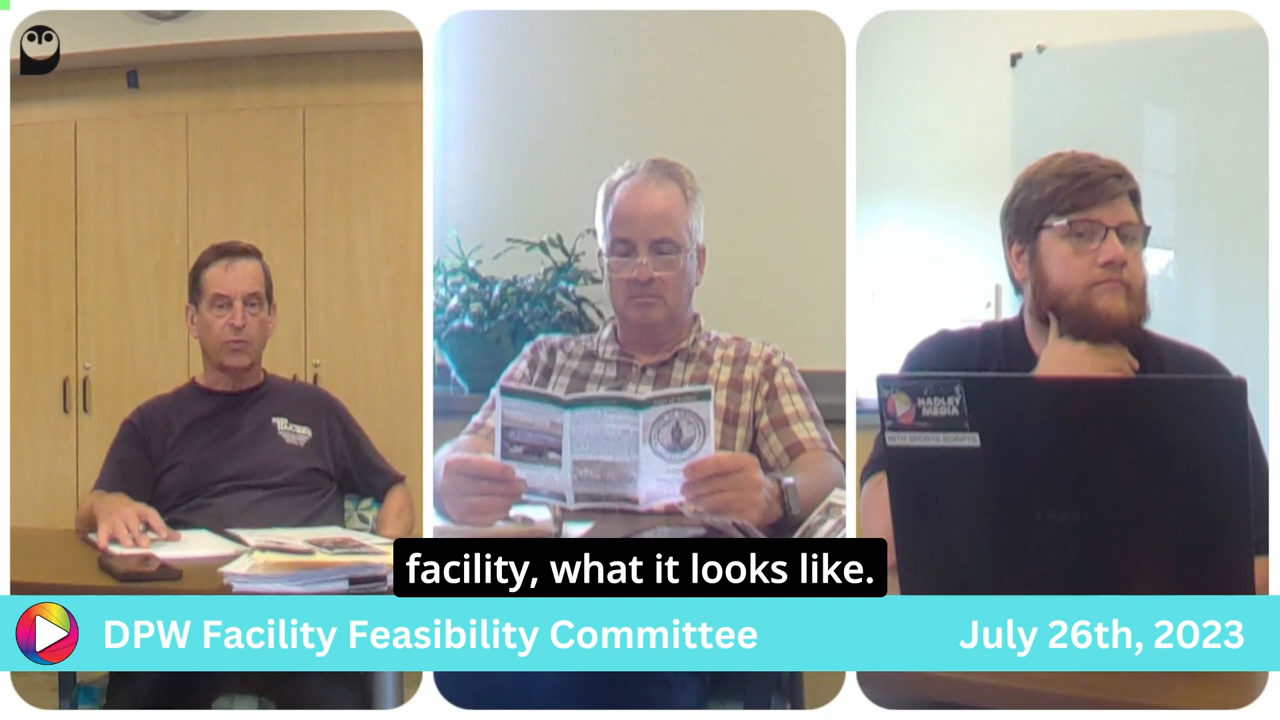 HADLEY
MEDIA
facility, what it looks like.
DPW Facility Feasibility Committee
July 26th, 2023